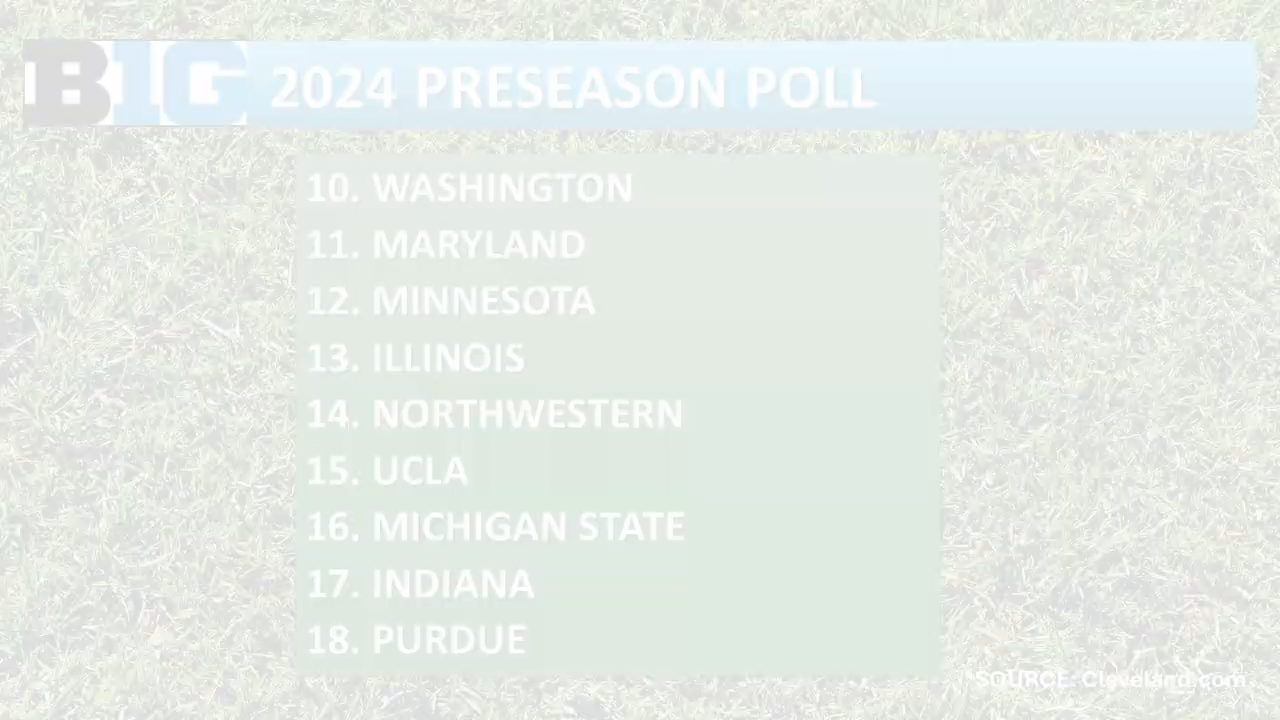 BIG 2024 PRESEASON POLL
10. WASHINGTON
11. MARYLAND
12. MINNESOTA
13. ILLINOIS
14. NORTHWESTERN
15. UCLA
16. MICHIGAN STATE
17. INDIANA
18. PURDUE
SOURCE: Cleveland.com